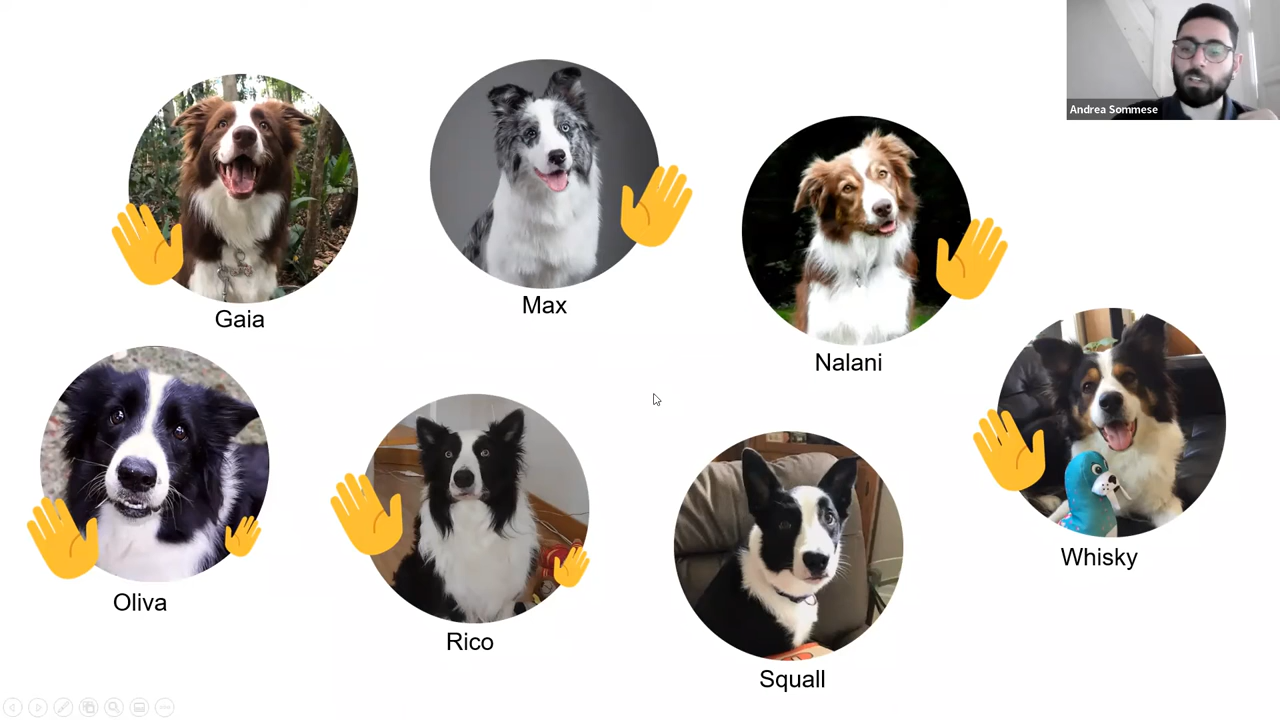 Andrea Sommese
Gaia
Max
Nalani
Whisky
Oliva
Rico
Squall